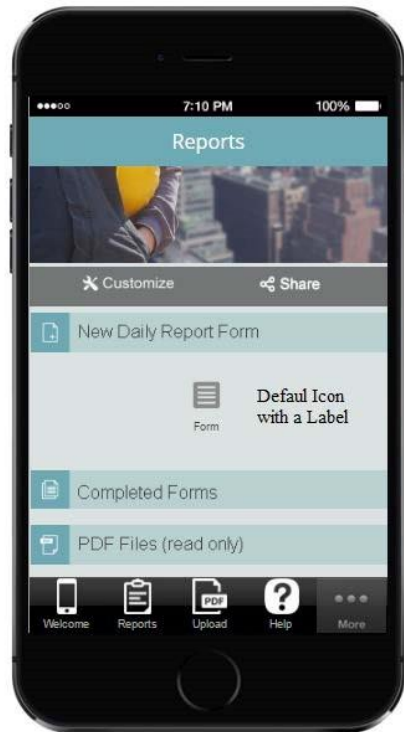 7:10 PM 100%
Reports
Customize Share
New Daily Report Form
Defaul Icon
with a Label
Form
Completed Forms
PDF Files (read only)
PDF
Welcome Reports Upload Help More